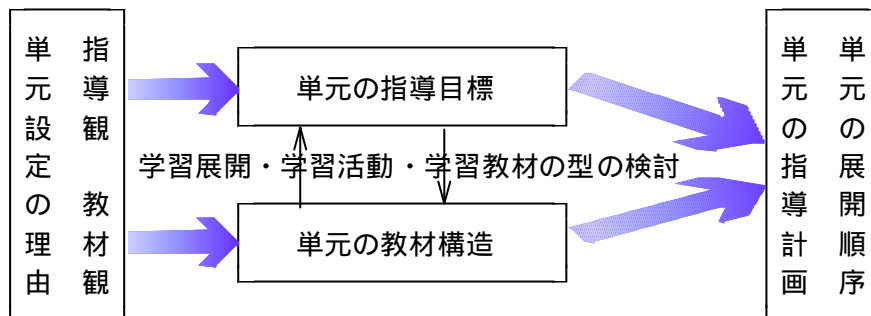 単元設定の理由
指導観 教材観
単元の指導目標
学習展開・学習活動・学習教材の型の検討
単元の教材構造
単元の指導計画
単元の展開順序